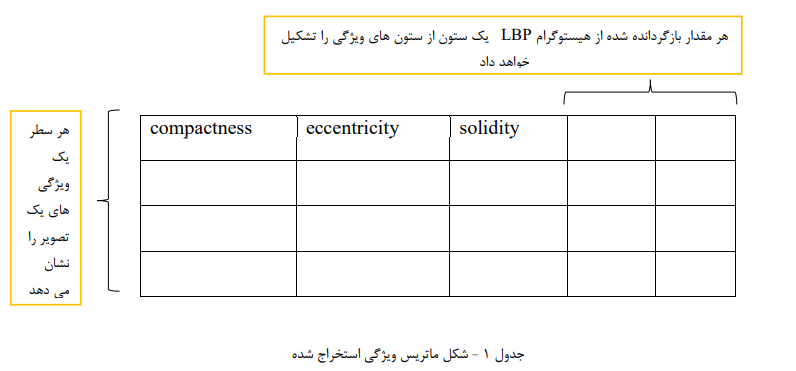 هر مقدار بازگردانده شده از هیستوگرام LBP یک ستون از ستون های ویژگی را تشکیل
خواهد داد
compactness eccentricity solidity
هر سطر
یک
ویژگی
های یک
تصویر را
نشان
می دهد
جدول ۱ - شکل ماتریس ویژگی استخراج شده